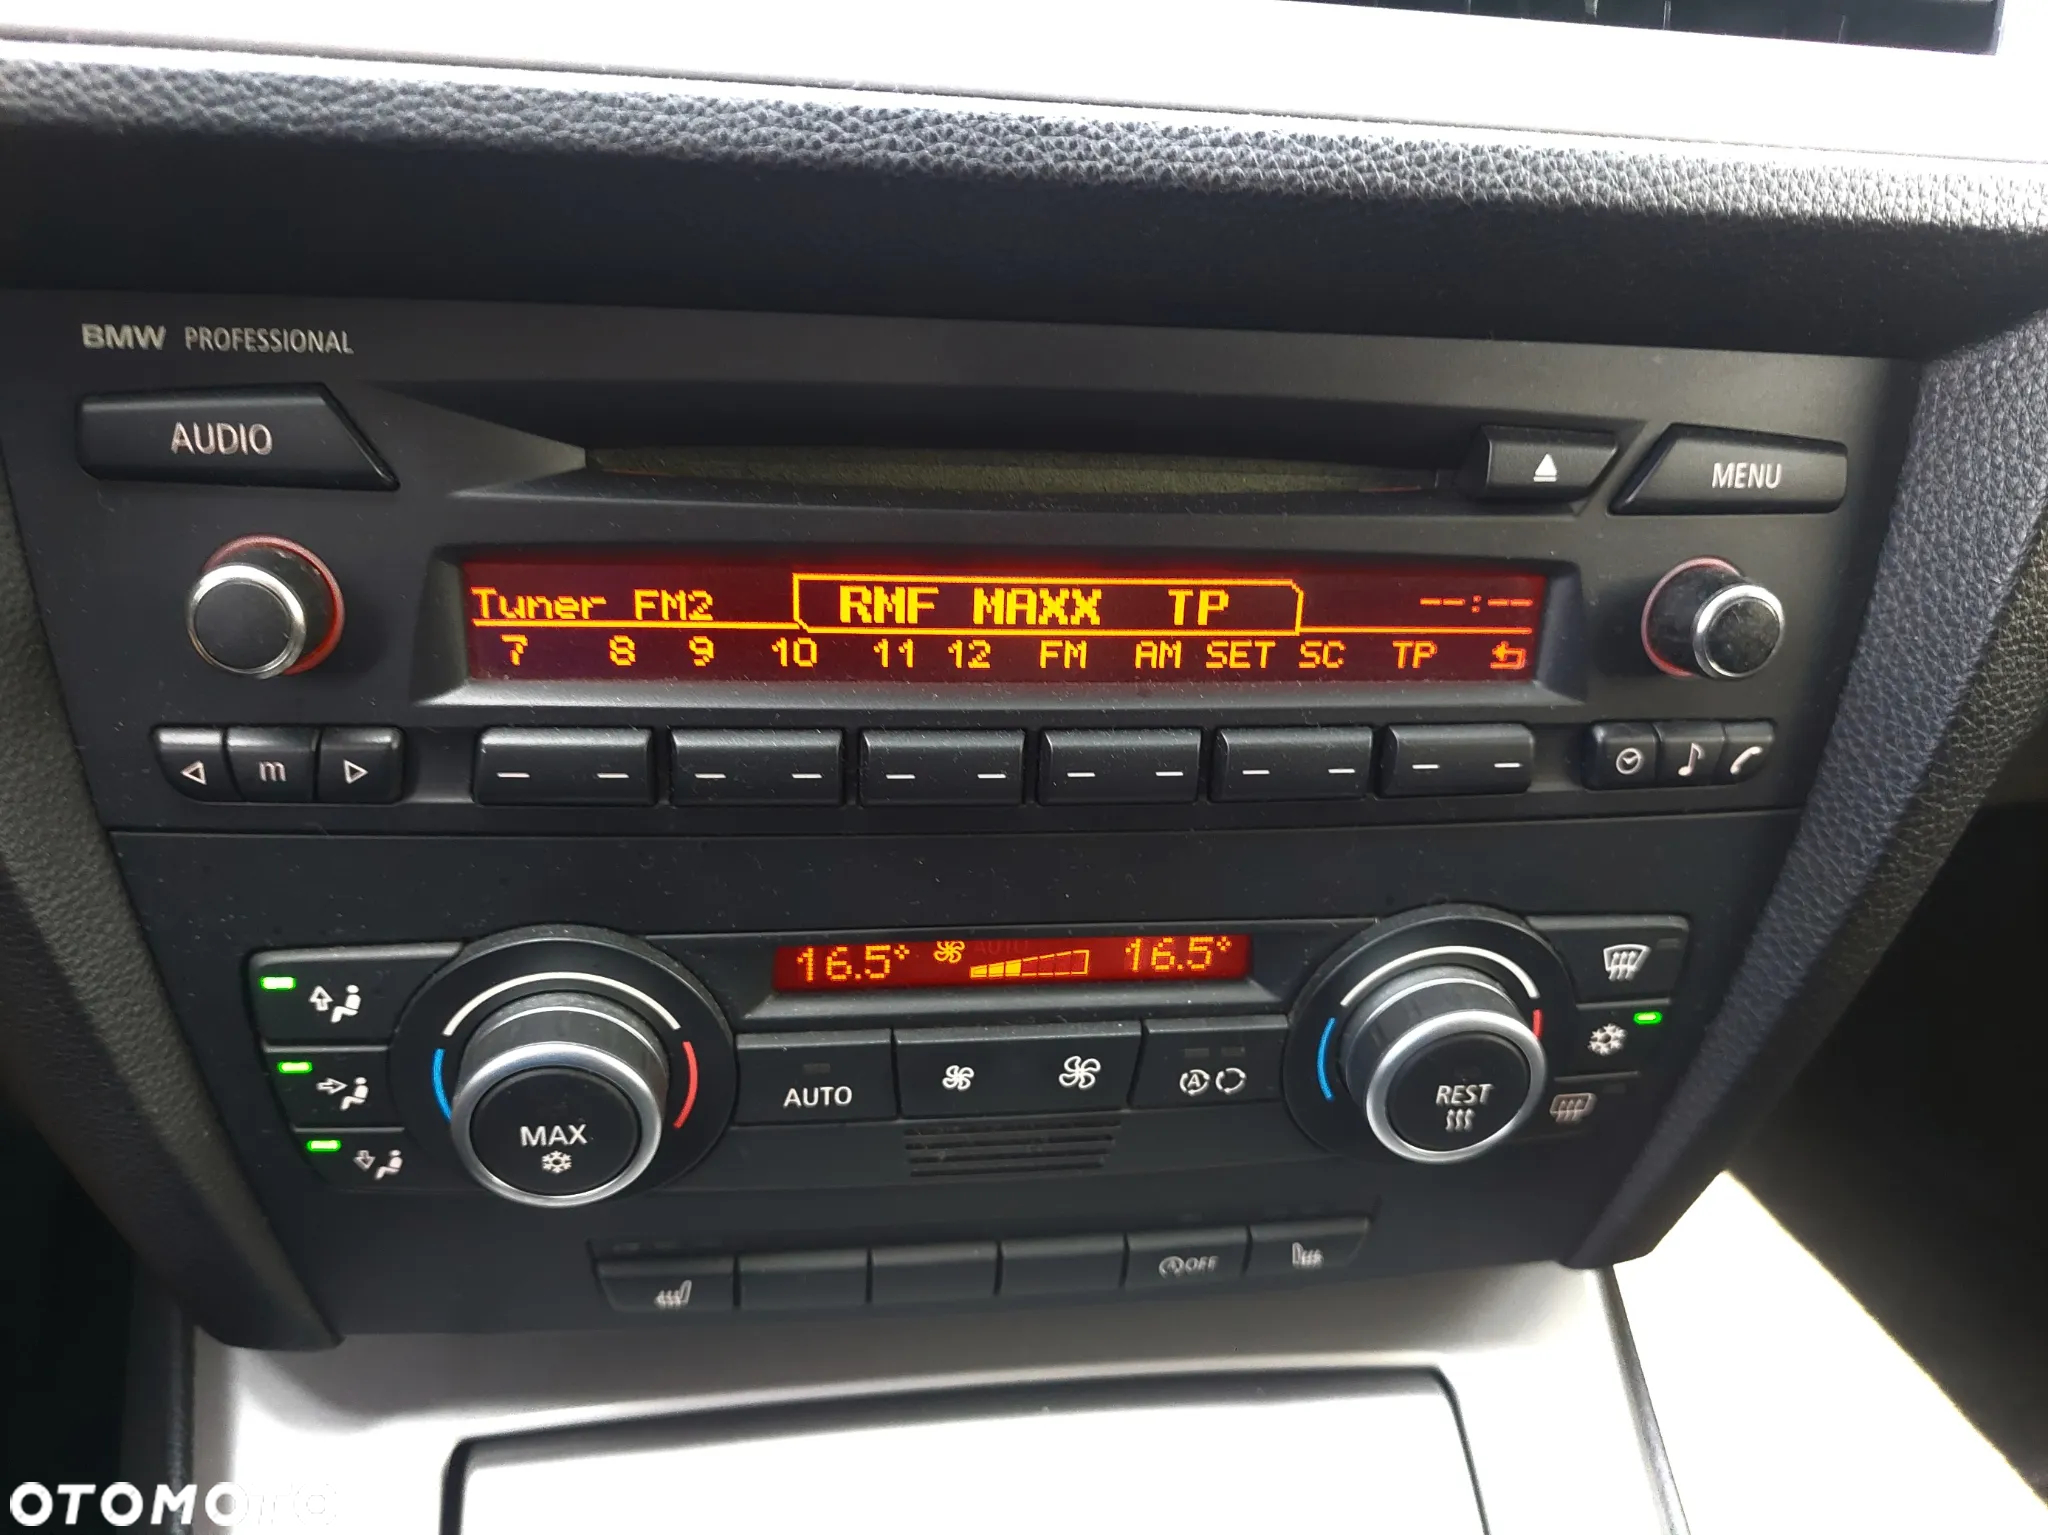 BMW PROFESSIONAL
AUDIO
MENU
Tuner FM2 RMF MAXX TP --:--
7 8 9 10 11 12 FM AM SET SC TP
m
16.5° AUTO 16.5°
AUTO
A
MAX
REST
A OFF
OTOMOTO